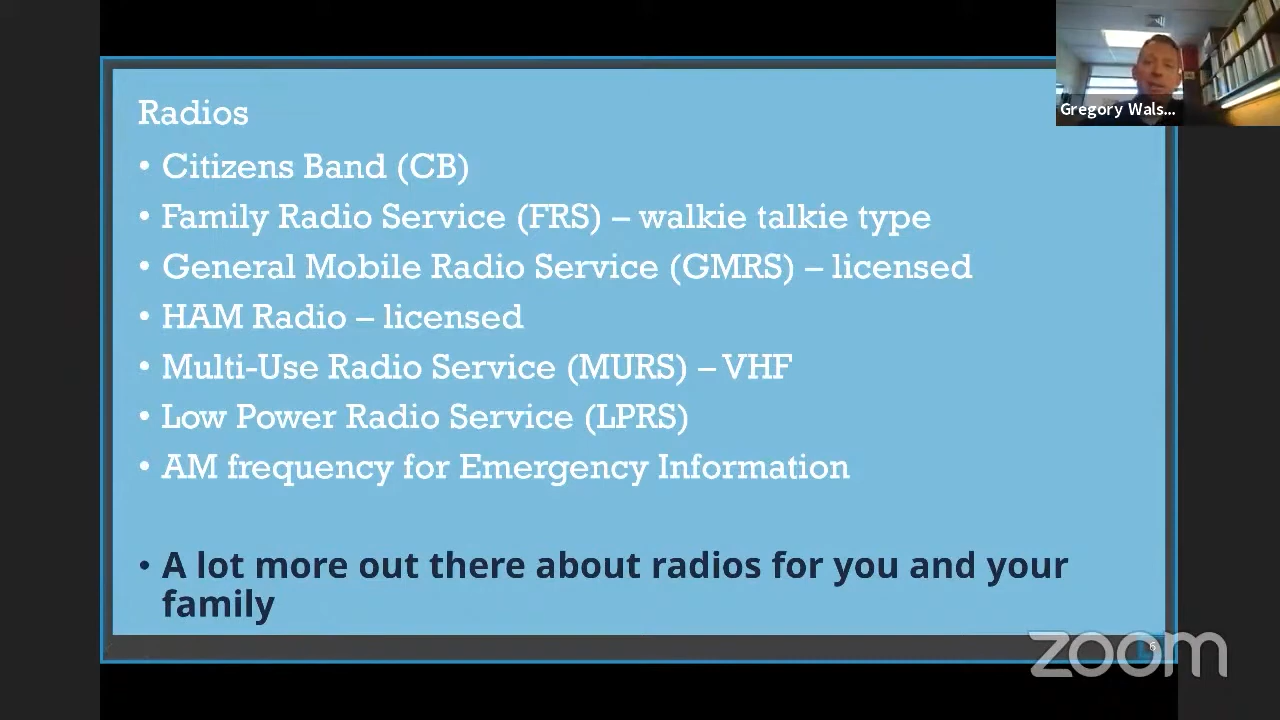 Radios
• Citizens Band (CB)
• Family Radio Service (FRS) – walkie talkie type
• General Mobile Radio Service (GMRS) – licensed
• HAM Radio – licensed
• Multi-Use Radio Service (MURS) – VHF
• Low Power Radio Service (LPRS)
• AM frequency for Emergency Information
• A lot more out there about radios for you and your
family
Gregory Wals...
6
zoom